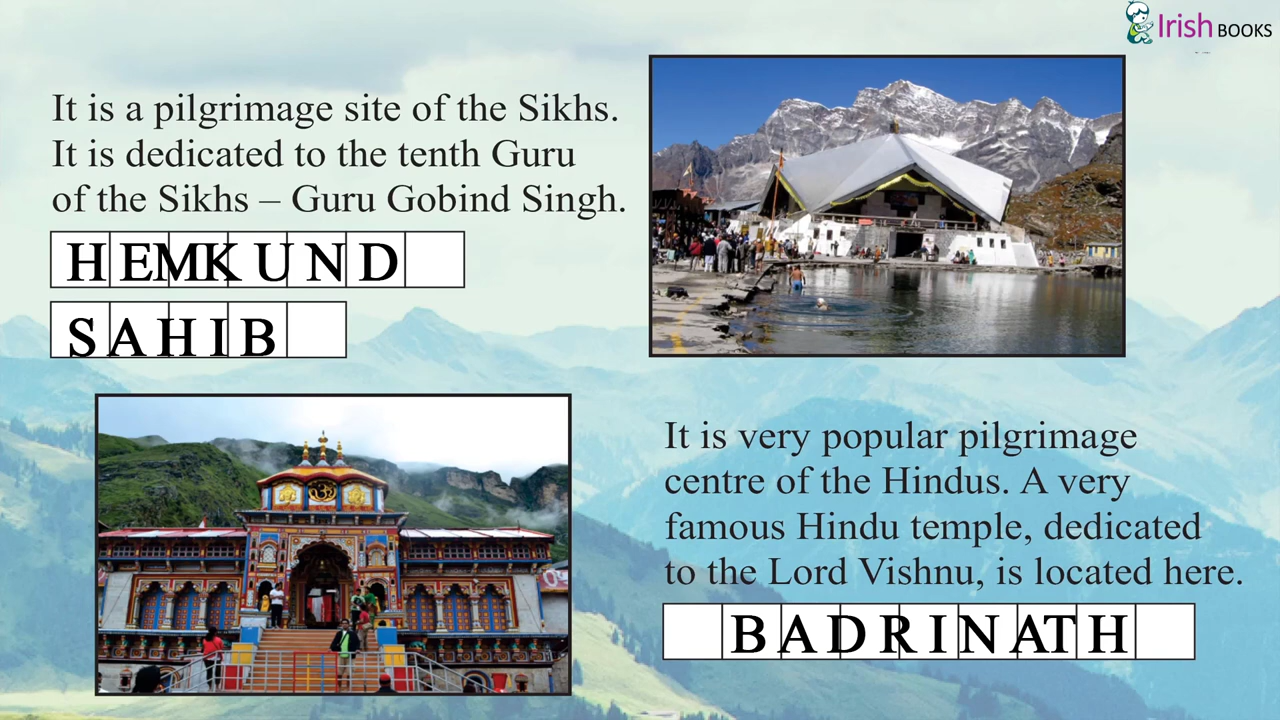 Irish BOOKS
It is a pilgrimage site of the Sikhs.
It is dedicated to the tenth Guru
of the Sikhs – Guru Gobind Singh.
HEMKUND
SAHIB
It is very popular pilgrimage
centre of the Hindus. A very
famous Hindu temple, dedicated
to the Lord Vishnu, is located here.
BADRINATH